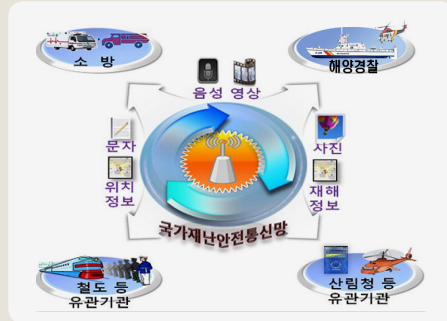 소 방
해양경찰
음성 영상
문자
사진
위치
정보
재해
정보
국가재난안전통신망
철도 등
유관기관
산림청 등
유관기관